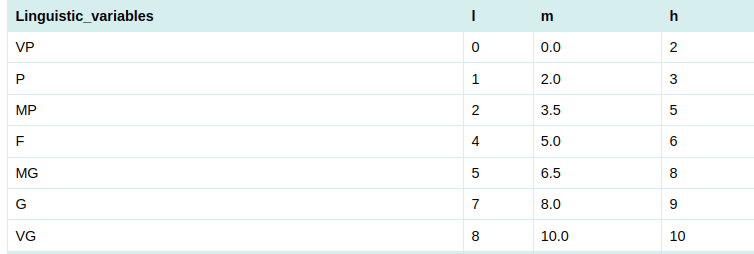 Linguistic_variables l m h
VP 0 0.0 2
P 1 2.0 3
MP 2 3.5 5
F 4 5.0 6
MG 5 6.5 8
G 7 8.0 9
VG 8 10.0 10